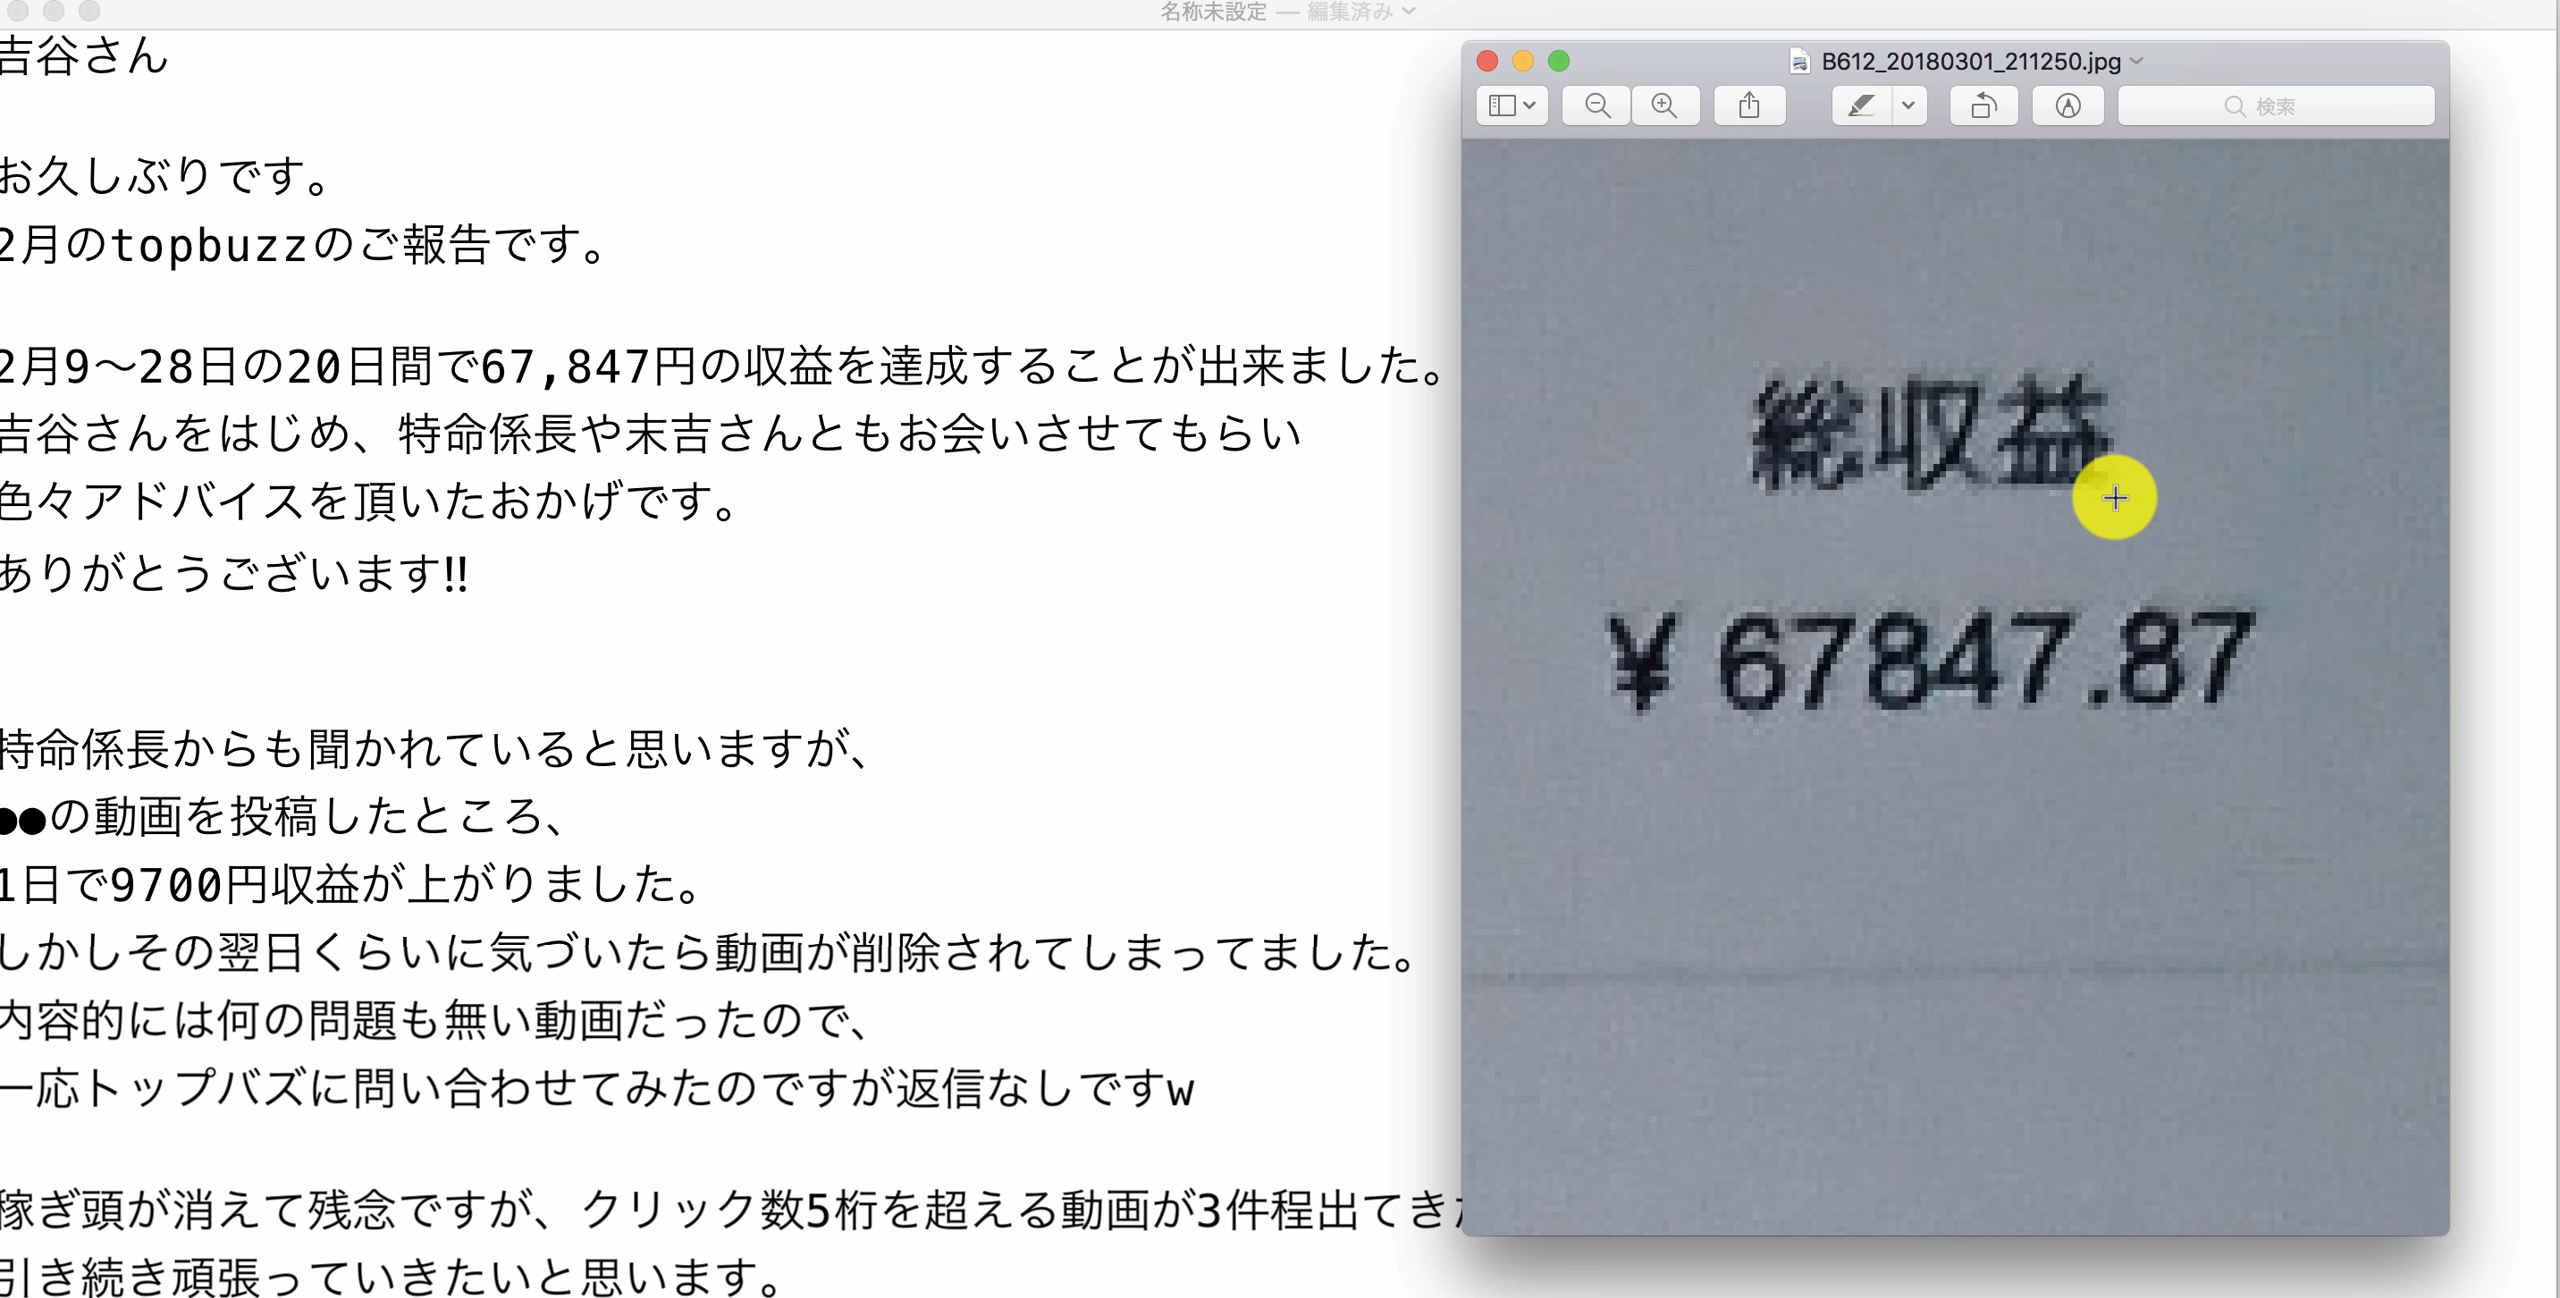 名称未設定 — 編集済み
吉谷さん
お久しぶりです。
2月のtopbuzzのご報告です。
2月9〜28日の20日間で67,847円の収益を達成することが出来ました。
吉谷さんをはじめ、特命係長や末吉さんともお会いさせてもらい
色々アドバイスを頂いたおかげです。
ありがとうございます!!
特命係長からも聞かれていると思いますが、
●●の動画を投稿したところ、
1日で9700円収益が上がりました。
しかしその翌日くらいに気づいたら動画が削除されてしまってました。
内容的には何の問題も無い動画だったので、
一応トップバズに問い合わせてみたのですが返信なしですw
稼ぎ頭が消えて残念ですが、クリック数5桁を超える動画が3件程出てき
引き続き頑張っていきたいと思います。
B612_20180301_211250.jpg
検索
総収益
¥ 67847.87